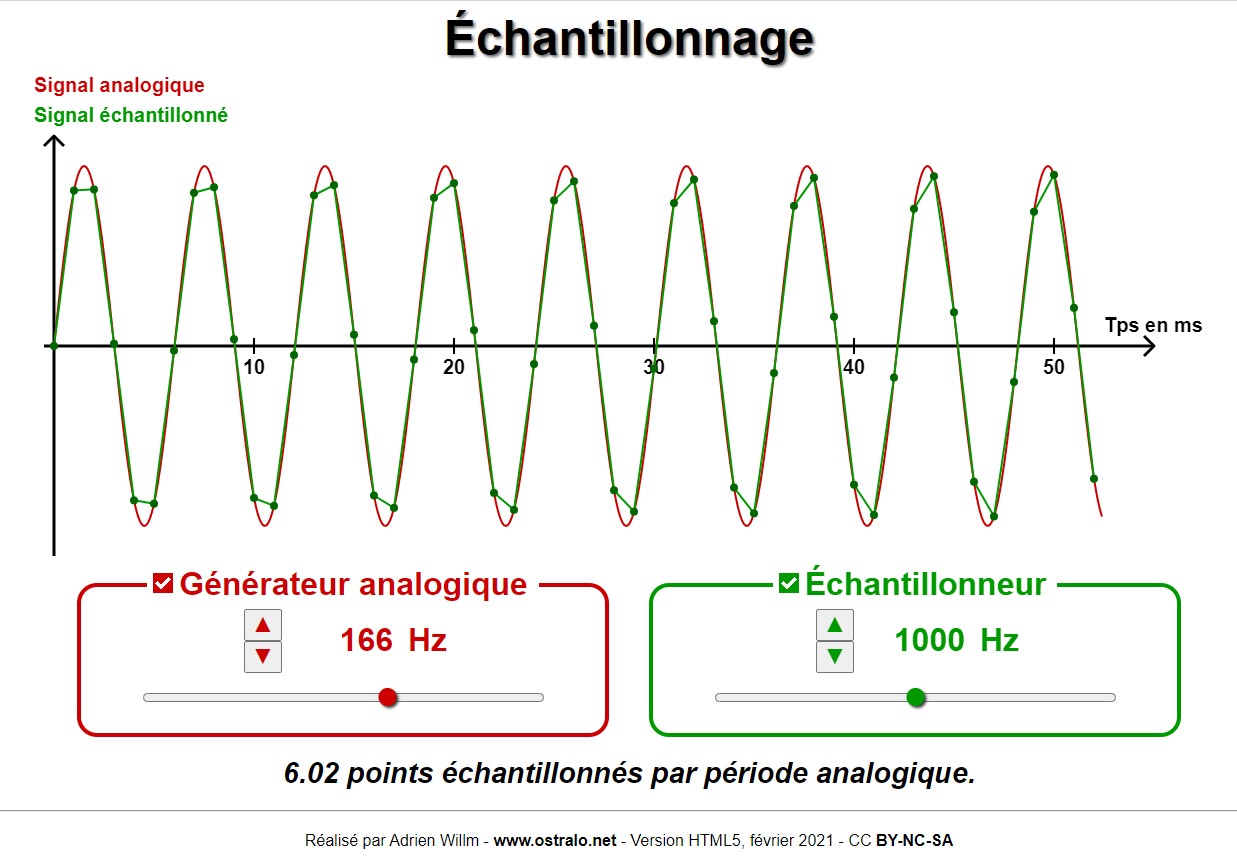 Échantillonnage
Signal analogique
Signal échantillonné
Tps en ms
10 20 30 40 50
Générateur analogique
Échantillonneur
▲ 166 Hz ▲ 1000 Hz
▼ ▼
6.02 points échantillonnés par période analogique.
Réalisé par Adrien Willm - www.ostralo.net - Version HTML5, février 2021 - CC BY-NC-SA